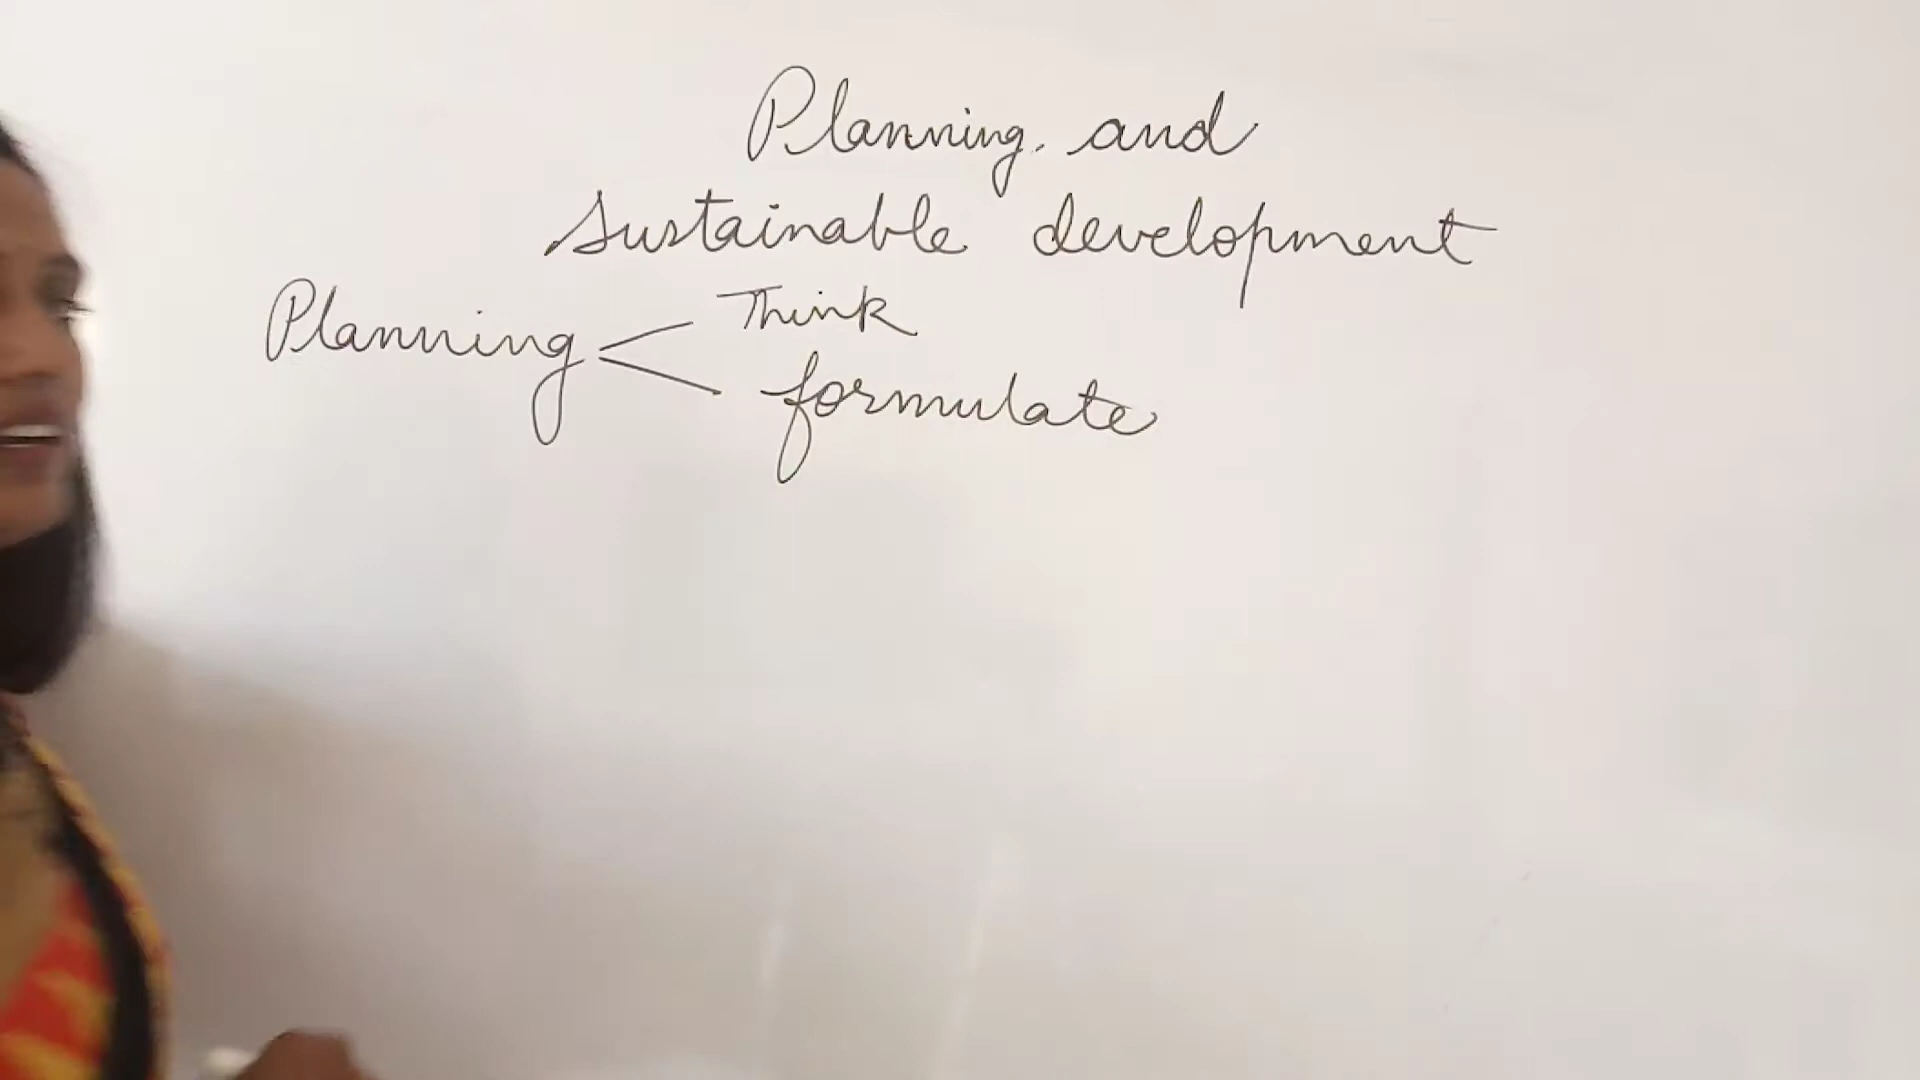 Planning and
sustainable development
Planning < Think
formulate